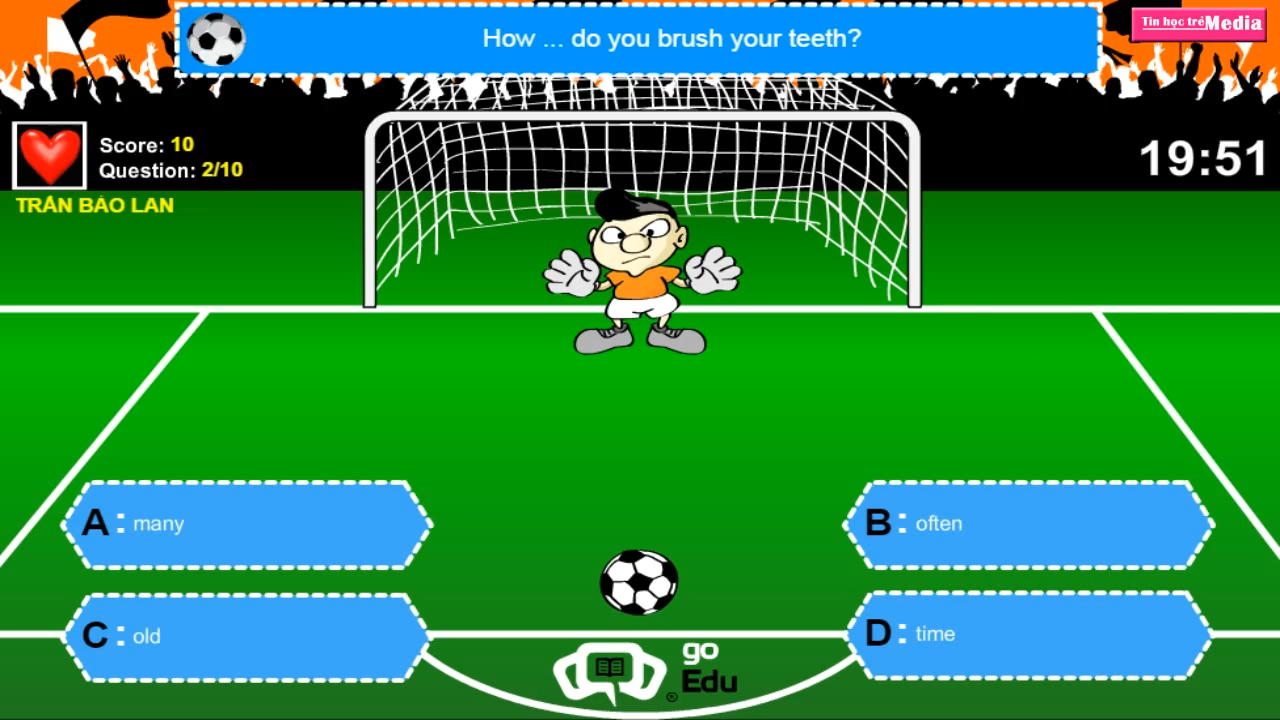 How ... do you brush your teeth?
Tin học trẻ Media
Score: 10
Question: 2/10
19:51
TRẦN BẢO LAN
A : many
B : often
C : old
D : time
go
Edu
®